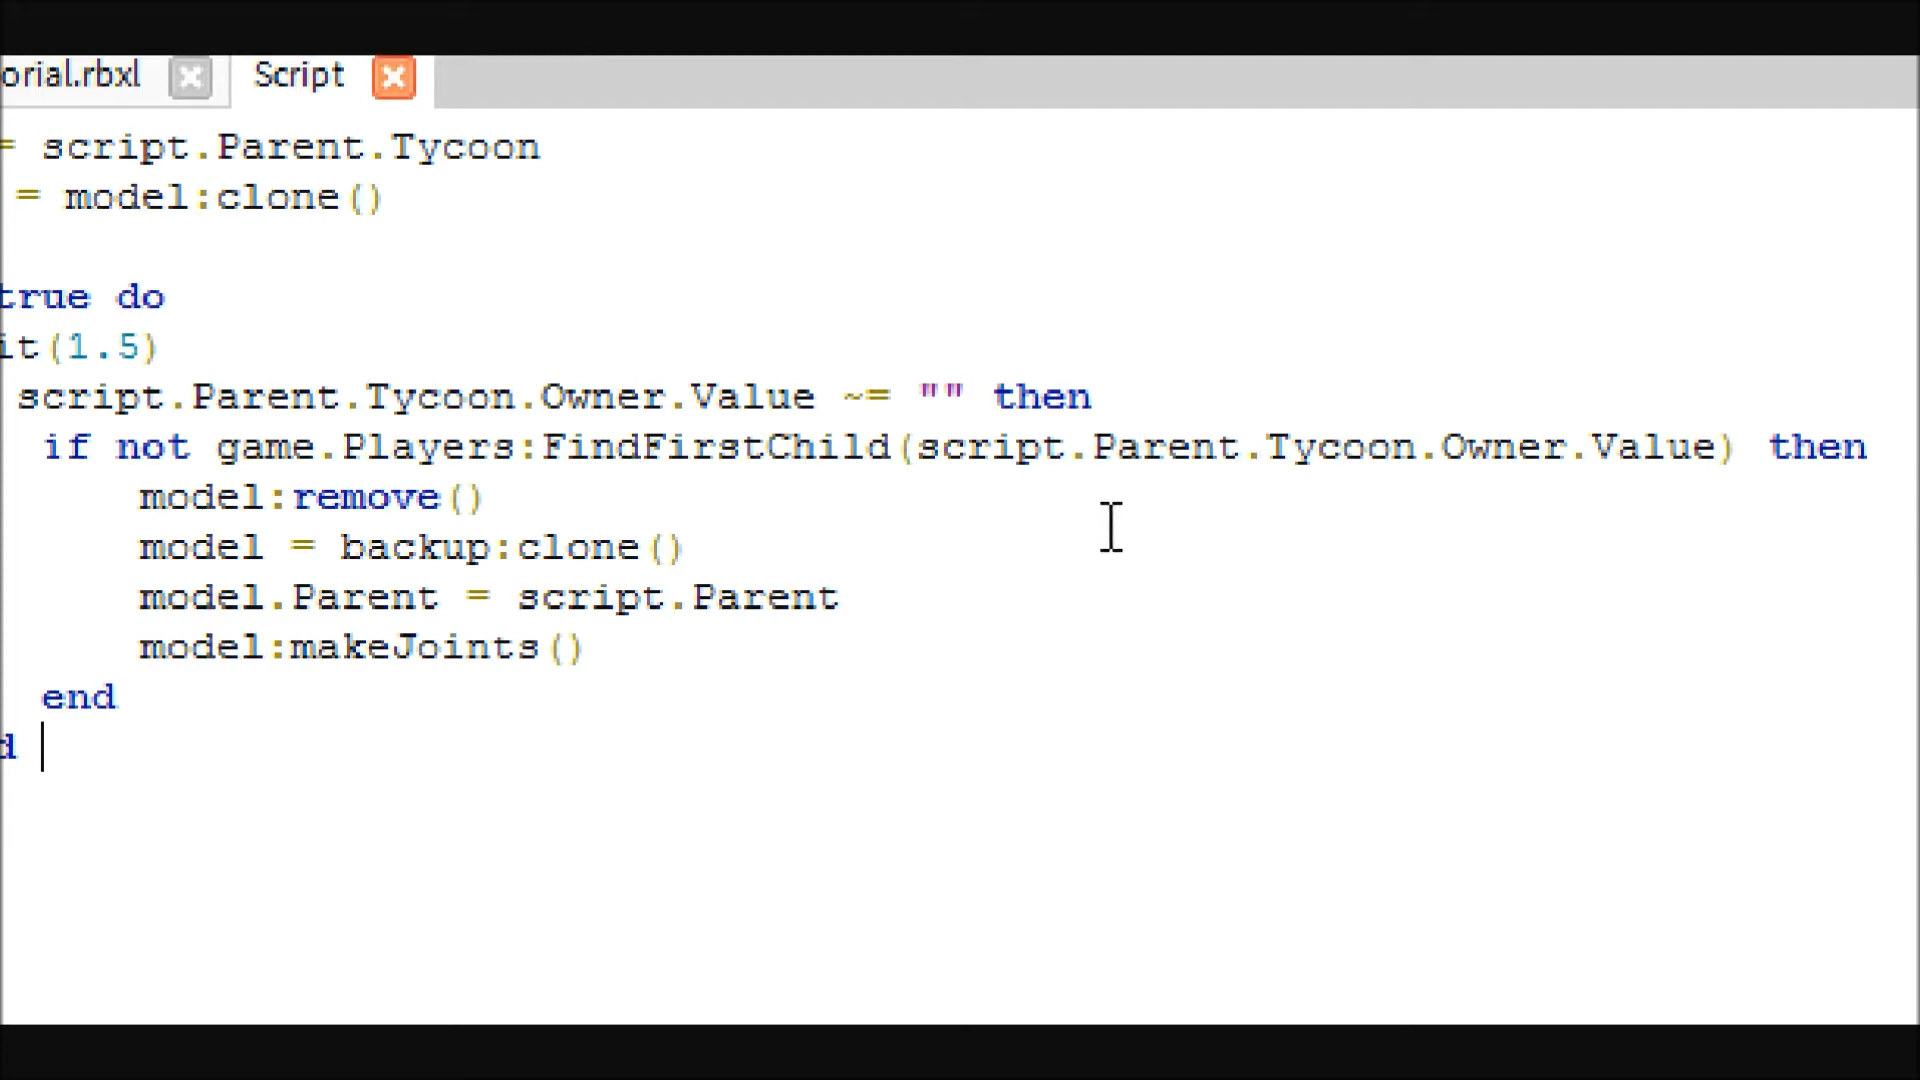 orial.rbxl Script
= script.Parent.Tycoon
= model:clone()
true do
it(1.5)
script.Parent.Tycoon.Owner.Value ~= "" then
if not game.Players:FindFirstChild(script.Parent.Tycoon.Owner.Value) then
model:remove()
model = backup:clone()
model.Parent = script.Parent
model:makeJoints()
end
d